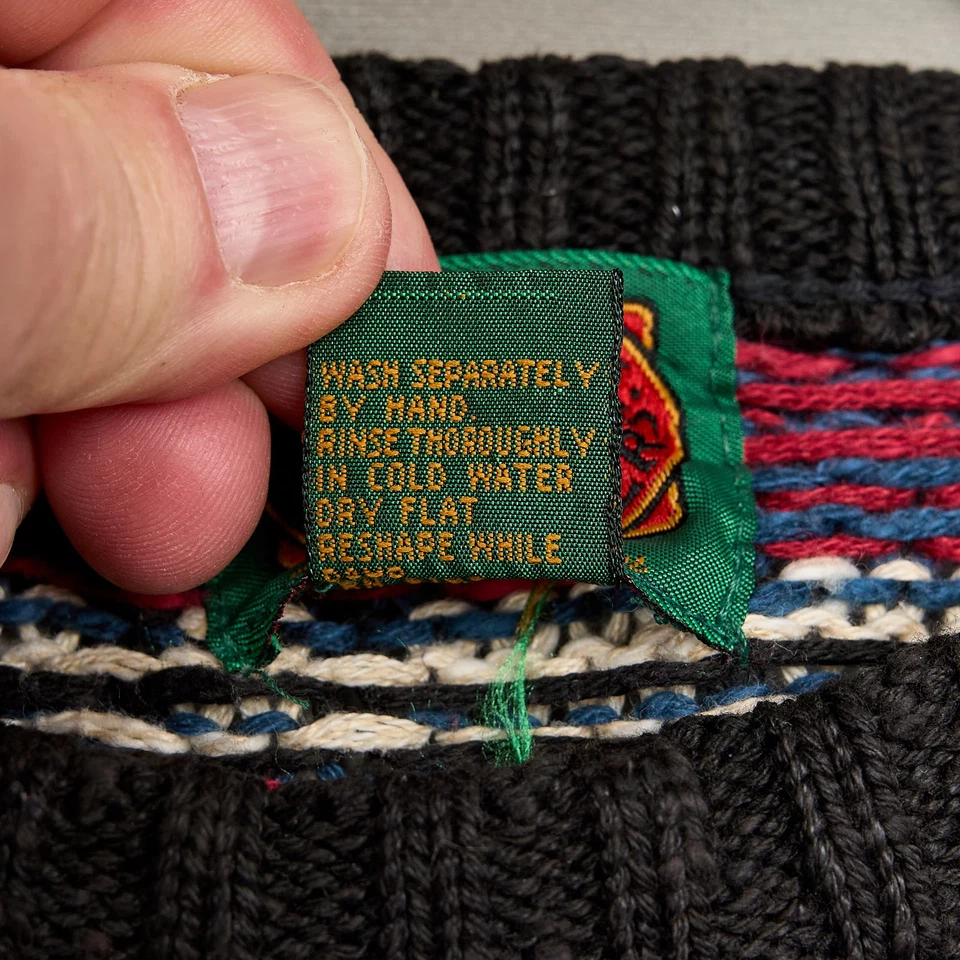 WASH SEPARATELY
BY HAND
RINSE THOROUGHLY
IN COLD WATER
DRY FLAT
RESHAPE WHILE